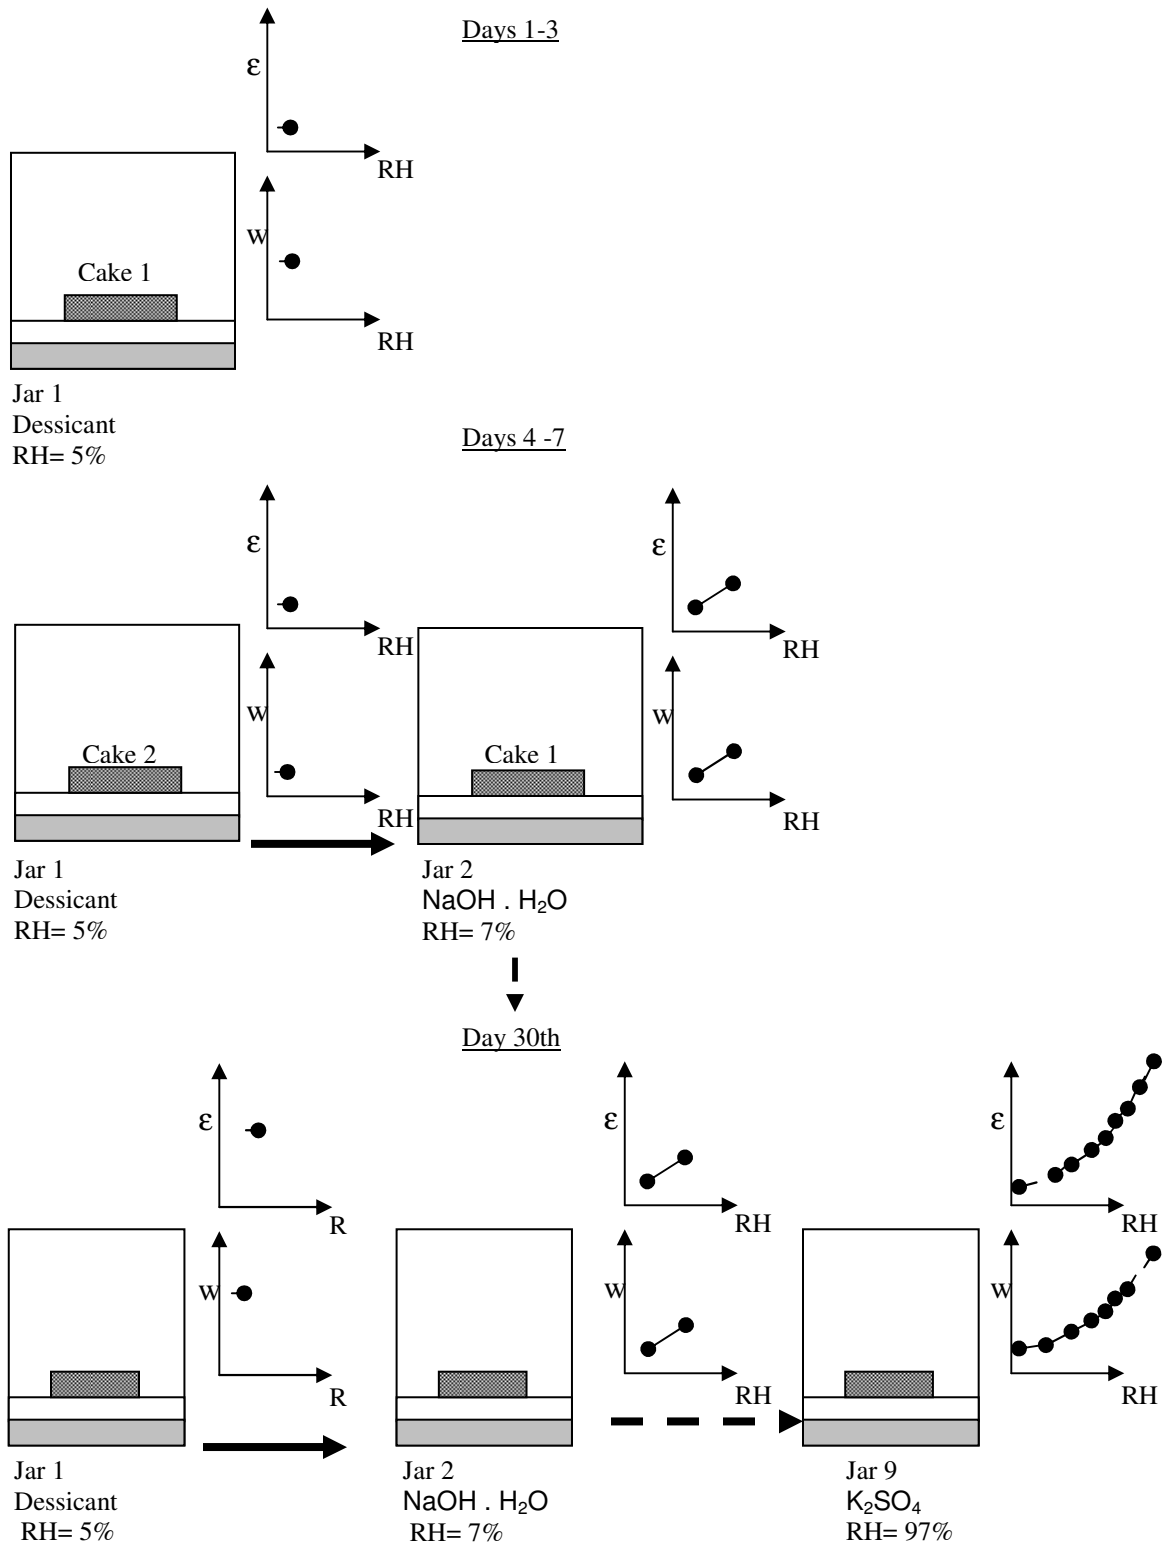 Days 1-3
ε
RH
w
RH
Cake 1
Jar 1
Dessicant
RH= 5%
Days 4 -7
ε
RH
w
RH
Cake 2
Jar 1
Dessicant
RH= 5%
ε
RH
w
RH
Cake 1
Jar 2
NaOH . H₂O
RH= 7%
Day 30th
ε
R
w
R
Jar 1
Dessicant
RH= 5%
ε
RH
w
RH
Jar 2
NaOH . H₂O
RH= 7%
ε
RH
w
RH
Jar 9
K₂SO₄
RH= 97%